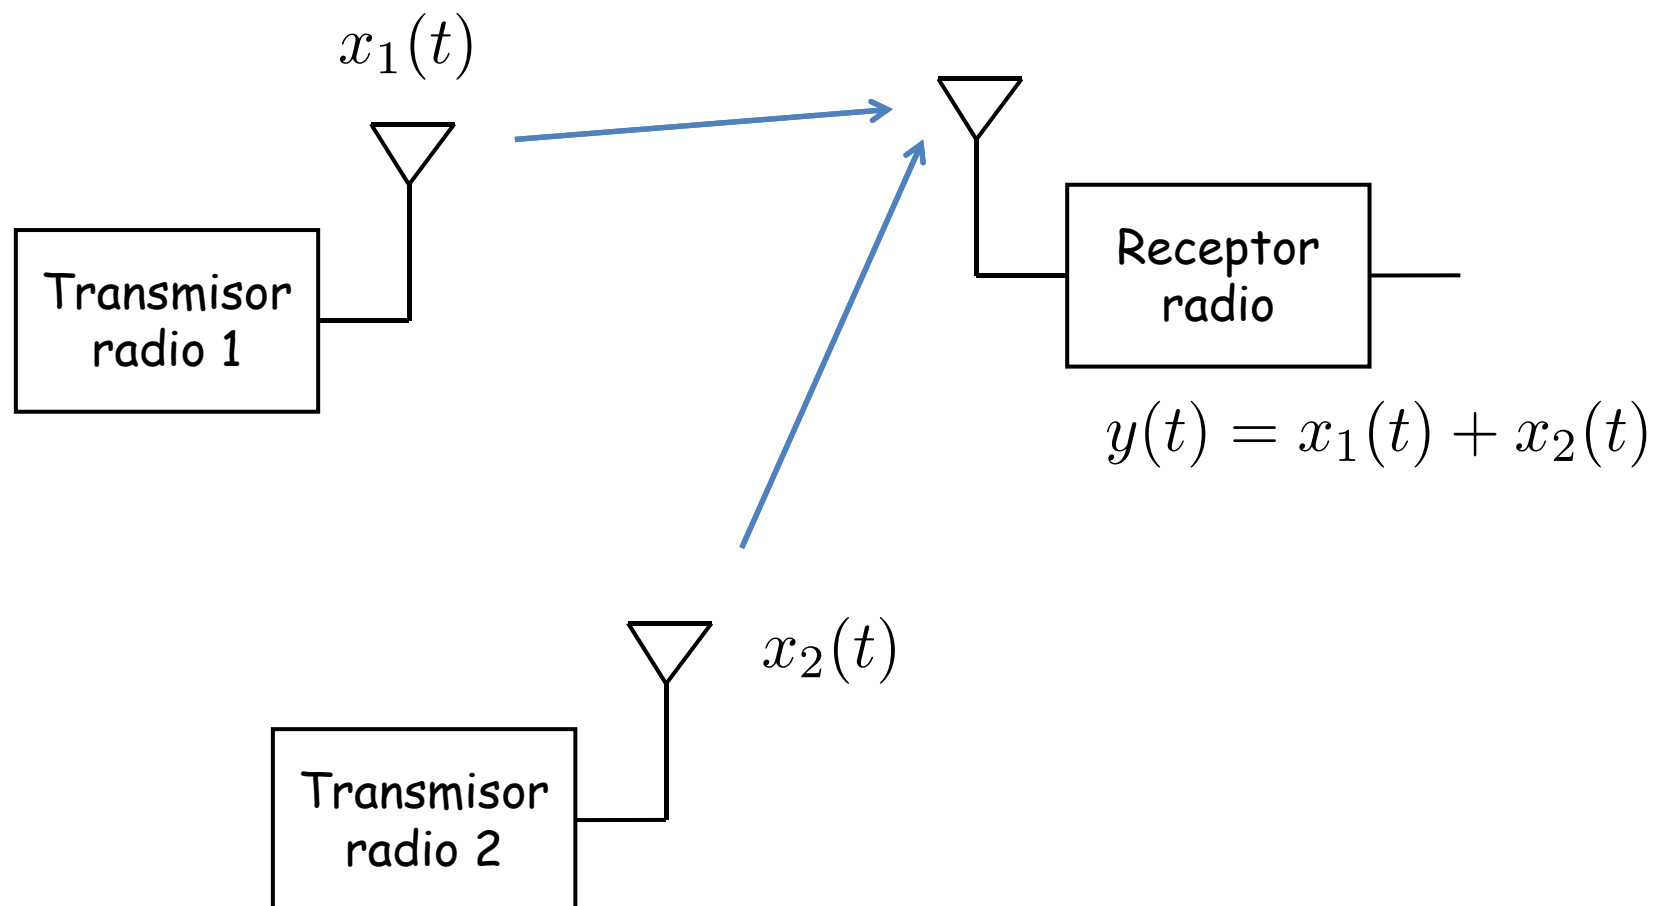 x₁(t)
Transmisor
radio 1
Receptor
radio
y(t) = x₁(t) + x₂(t)
x₂(t)
Transmisor
radio 2